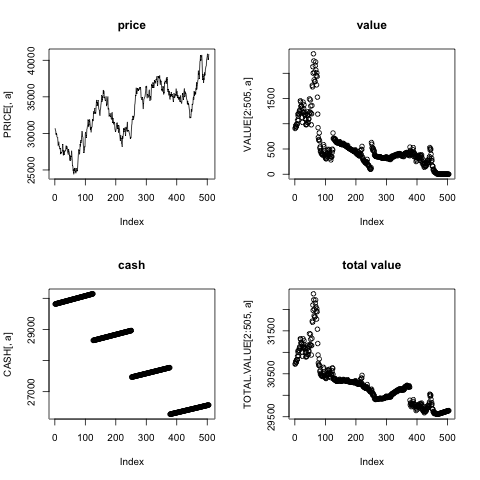 price
PRICE[, a]
25000 30000 35000 40000
0 100 200 300 400 500
Index
value
VALUE[2:505, a]
0 500 1500
0 100 200 300 400 500
Index
cash
CASH[, a]
27000 29000
0 100 200 300 400 500
Index
total value
TOTAL.VALUE[2:505, a]
29500 30500 31500
0 100 200 300 400 500
Index